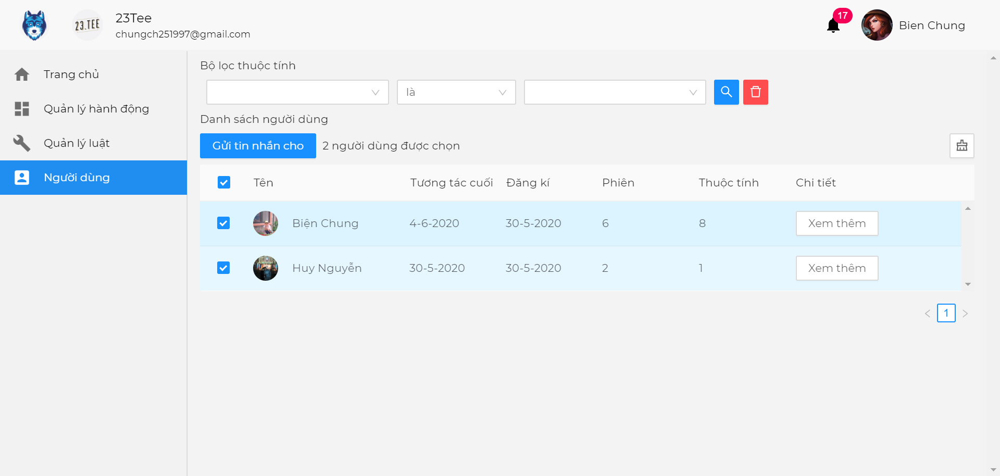 23.TEE
23Tee
chungch251997@gmail.com
17
Bien Chung
Trang chủ
Quản lý hành động
Quản lý luật
Người dùng
Bộ lọc thuộc tính
là
Danh sách người dùng
Gửi tin nhắn cho 2 người dùng được chọn
Tên Tương tác cuối Đăng kí Phiên Thuộc tính Chi tiết
Biện Chung 4-6-2020 30-5-2020 6 8 Xem thêm
Huy Nguyễn 30-5-2020 30-5-2020 2 1 Xem thêm
1